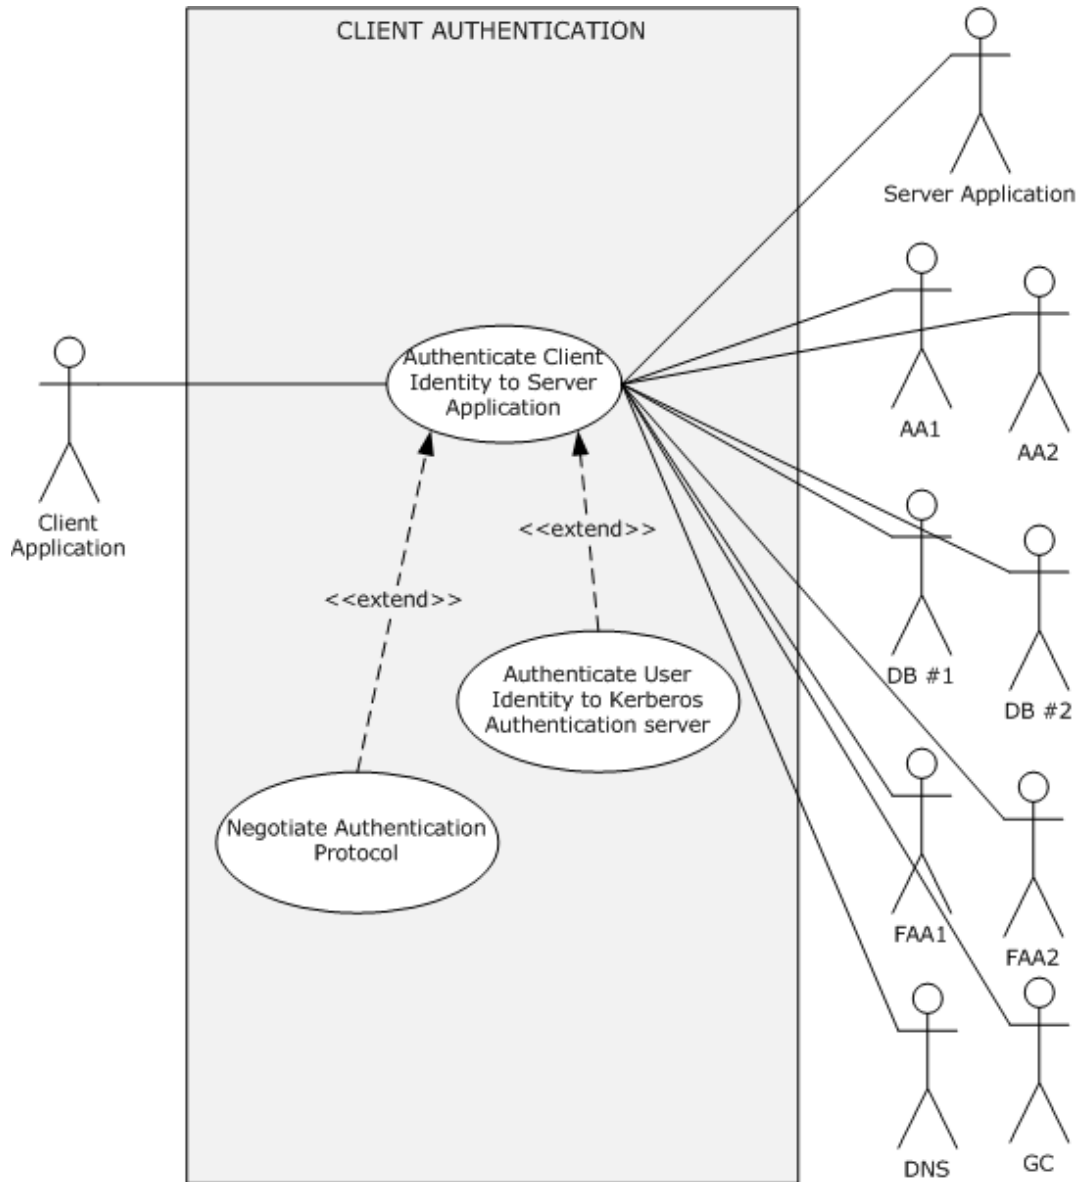 CLIENT AUTHENTICATION
Server Application
Authenticate Client
Identity to Server
Application
AA1
AA2
Client
Application
<<extend>>
<<extend>>
DB #1
DB #2
Authenticate User
Identity to Kerberos
Authentication server
Negotiate Authentication
Protocol
FAA1
FAA2
DNS
GC